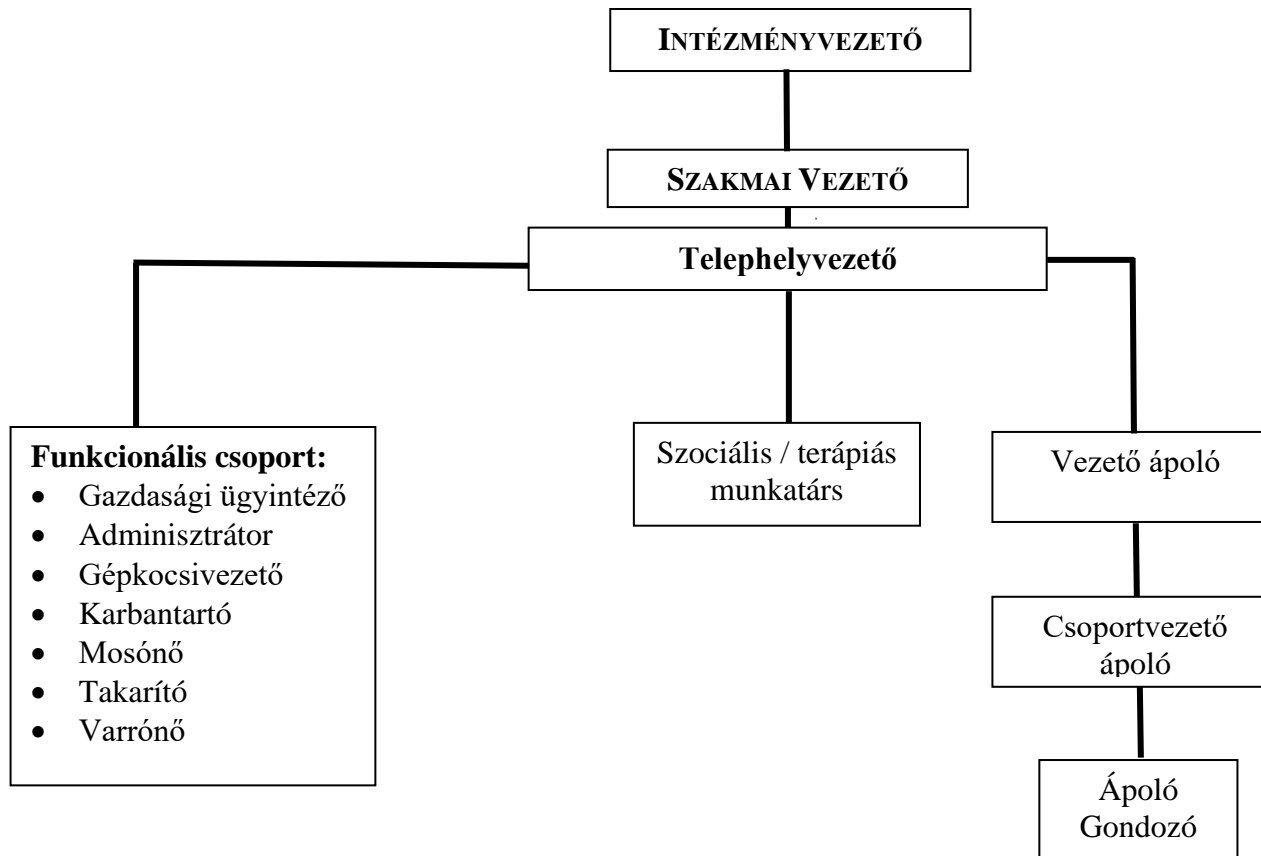 INTÉZMÉNYVEZETŐ
SZAKMAI VEZETŐ
Telephelyvezető
Funkcionális csoport:
• Gazdasági ügyintéző
• Adminisztrátor
• Gépkocsivezető
• Karbantartó
• Mosónő
• Takarító
• Varrónő
Szociális / terápiás
munkatárs
Vezető ápoló
Csoportvezető
ápoló
Ápoló
Gondozó